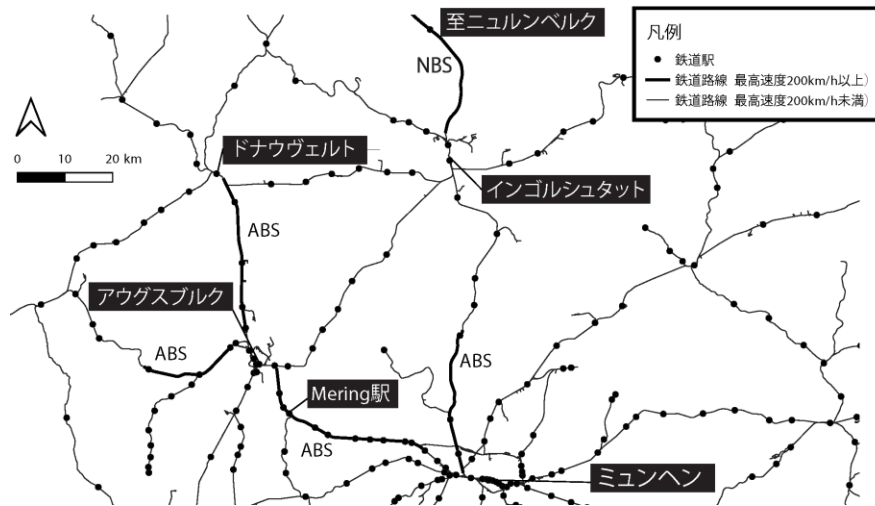 至ニュルンベルク
凡例
鉄道駅
鉄道路線 最高速度200km/h以上)
鉄道路線 最高速度200km/h未満)
NBS
0 10 20 km
ドナウヴェルト
インゴルシュタット
ABS
アウグスブルク
ABS
ABS
Mering駅
ABS
ミュンヘン